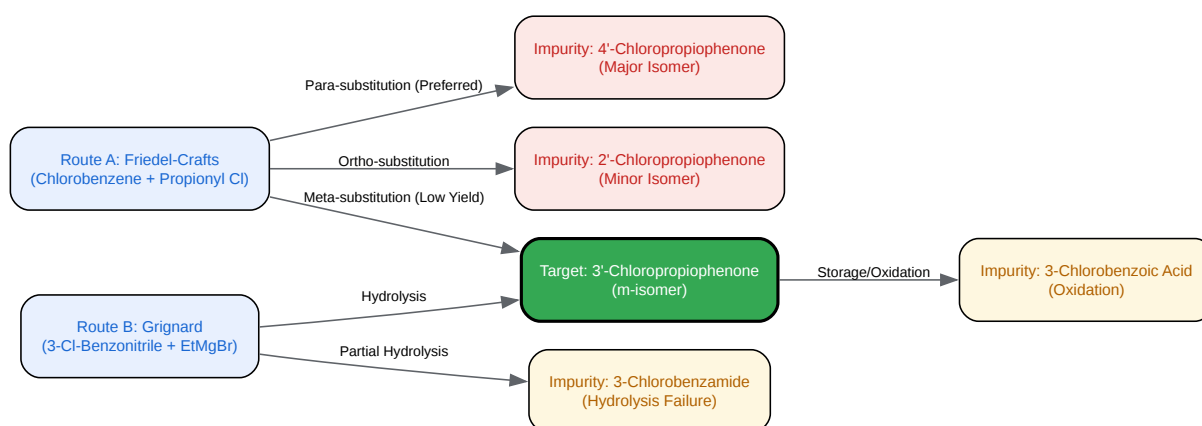 Impurity: 4'-Chloropropiophenone
(Major Isomer)
Para-substitution (Preferred)
Route A: Friedel-Crafts
(Chlorobenzene + Propionyl Cl)
Ortho-substitution
Impurity: 2'-Chloropropiophenone
(Minor Isomer)
Meta-substitution (Low Yield)
Target: 3'-Chloropropiophenone
(m-isomer)
Storage/Oxidation
Impurity: 3-Chlorobenzoic Acid
(Oxidation)
Hydrolysis
Route B: Grignard
(3-Cl-Benzonitrile + EtMgBr)
Partial Hydrolysis
Impurity: 3-Chlorobenzamide
(Hydrolysis Failure)